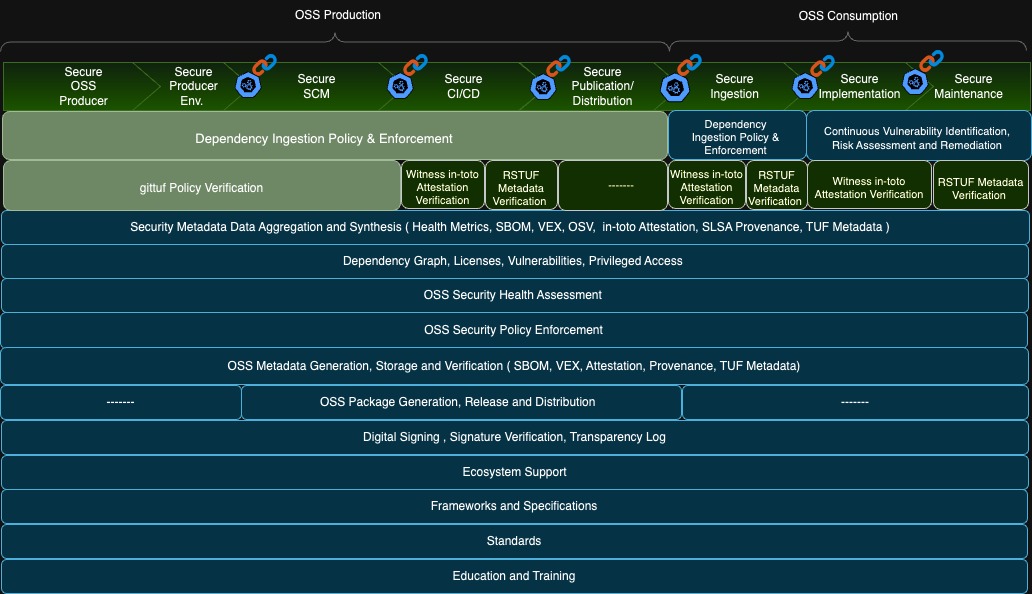 OSS Production
OSS Consumption
Secure
OSS
Producer
Secure
Producer
Env.
Secure
SCM
Secure
CI/CD
Secure
Publication/
Distribution
Secure
Ingestion
Secure
Implementation
Secure
Maintenance
Dependency Ingestion Policy & Enforcement
Dependency
Ingestion Policy &
Enforcement
Continuous Vulnerability Identification,
Risk Assessment and Remediation
gittuf Policy Verification
Witness in-toto
Attestation
Verification
RSTUF
Metadata
Verification
-------
Witness in-toto
Attestation
Verification
RSTUF
Metadata
Verification
Witness in-toto
Attestation Verification
RSTUF Metadata
Verification
Security Metadata Data Aggregation and Synthesis ( Health Metrics, SBOM, VEX, OSV, in-toto Attestation, SLSA Provenance, TUF Metadata )
Dependency Graph, Licenses, Vulnerabilities, Privileged Access
OSS Security Health Assessment
OSS Security Policy Enforcement
OSS Metadata Generation, Storage and Verification ( SBOM, VEX, Attestation, Provenance, TUF Metadata)
-------
OSS Package Generation, Release and Distribution
-------
Digital Signing , Signature Verification, Transparency Log
Ecosystem Support
Frameworks and Specifications
Standards
Education and Training